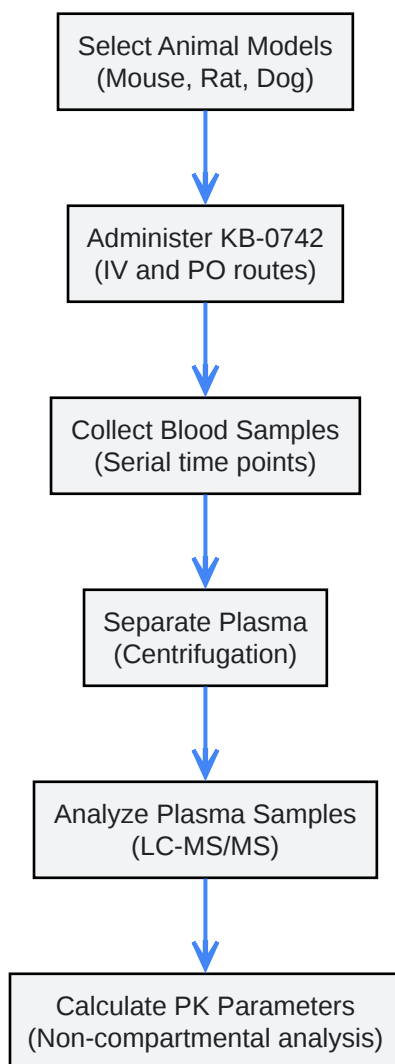 Select Animal Models
(Mouse, Rat, Dog)
Administer KB-0742
(IV and PO routes)
Collect Blood Samples
(Serial time points)
Separate Plasma
(Centrifugation)
Analyze Plasma Samples
(LC-MS/MS)
Calculate PK Parameters
(Non-compartmental analysis)